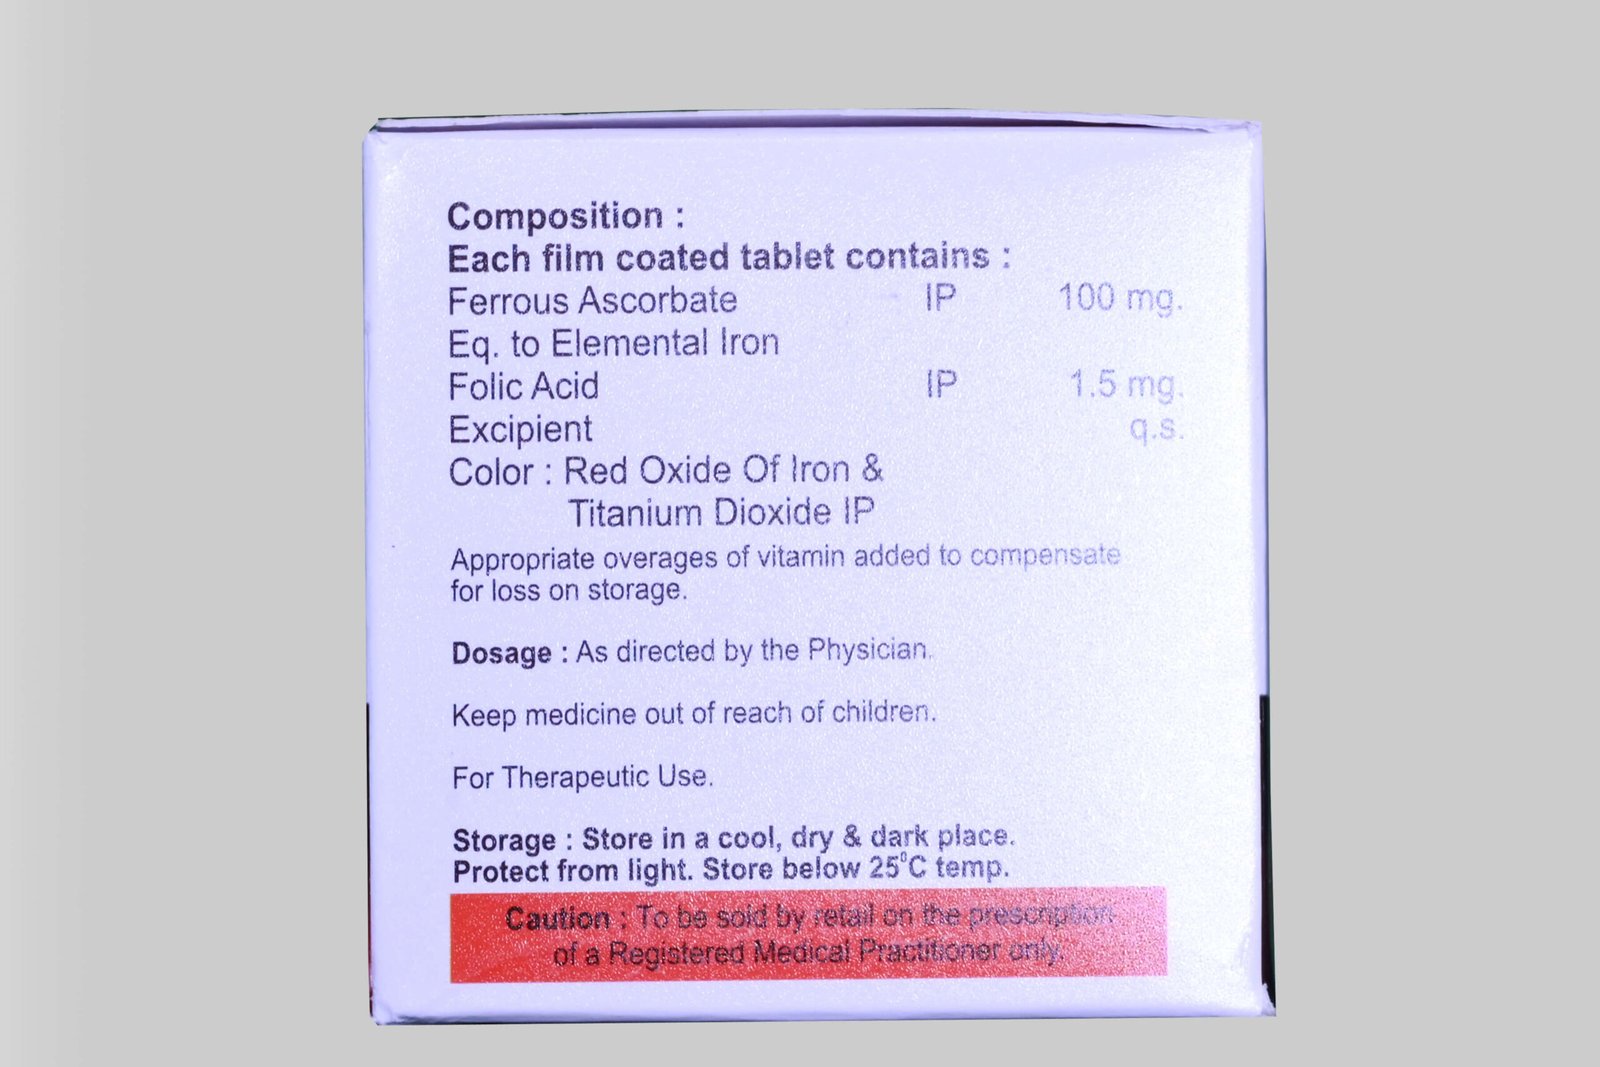 Composition :
Each film coated tablet contains :
Ferrous Ascorbate IP 100 mg.
Eq. to Elemental Iron
Folic Acid IP 1.5 mg.
Excipient q.s.
Color : Red Oxide Of Iron &
Titanium Dioxide IP
Appropriate overages of vitamin added to compensate
for loss on storage.
Dosage : As directed by the Physician.
Keep medicine out of reach of children.
For Therapeutic Use.
Storage : Store in a cool, dry & dark place.
Protect from light. Store below 25°C temp.
Caution : To be sold by retail on the prescription
of a Registered Medical Practitioner only.